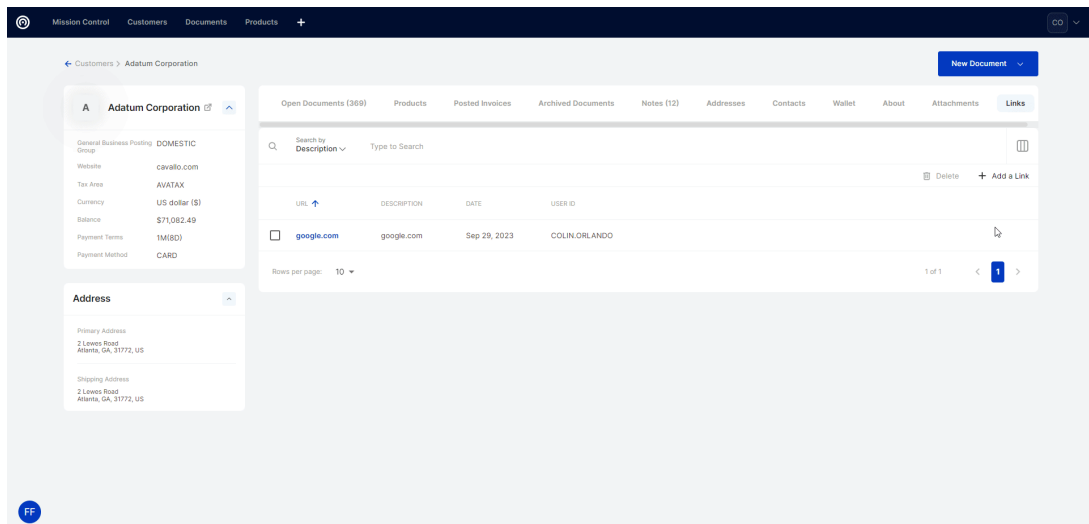 Mission Control Customers Documents Products +
CO
← Customers > Adatum Corporation
New Document
A Adatum Corporation
General Business Posting Group DOMESTIC
Website cavallo.com
Tax Area AVATAX
Currency US dollar ($)
Balance $71,082.49
Payment Terms 1M(8D)
Payment Method CARD
Address
Primary Address
2 Lewes Road
Atlanta, GA, 31772, US
Shipping Address
2 Lewes Road
Atlanta, GA, 31772, US
Open Documents (369) Products Posted Invoices Archived Documents Notes (12) Addresses Contacts Wallet About Attachments Links
Search by
Description Type to Search
Delete + Add a Link
URL ↑ DESCRIPTION DATE USER ID
google.com google.com Sep 29, 2023 COLIN.ORLANDO
Rows per page: 10 1 of 1 < 1 >
FF